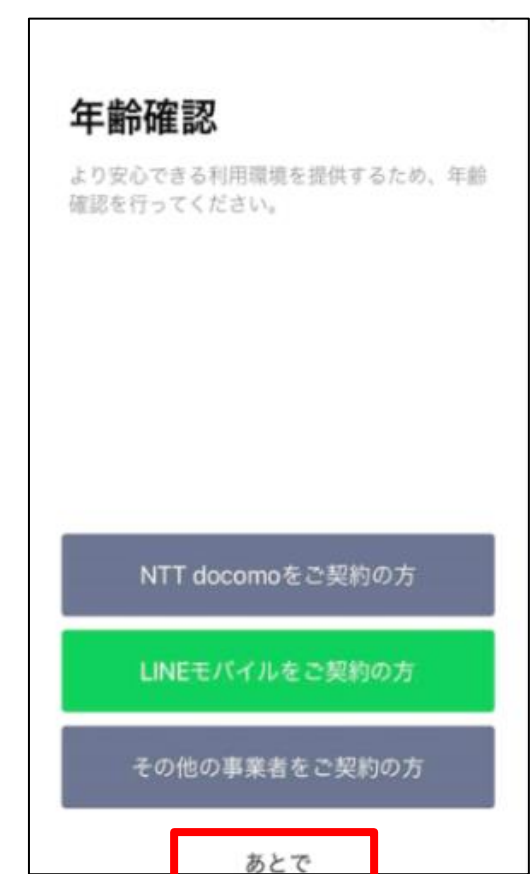 年齢確認
より安心できる利用環境を提供するため、年齢
確認を行ってください。
NTT docomoをご契約の方
LINEモバイルをご契約の方
その他の事業者をご契約の方
あとで